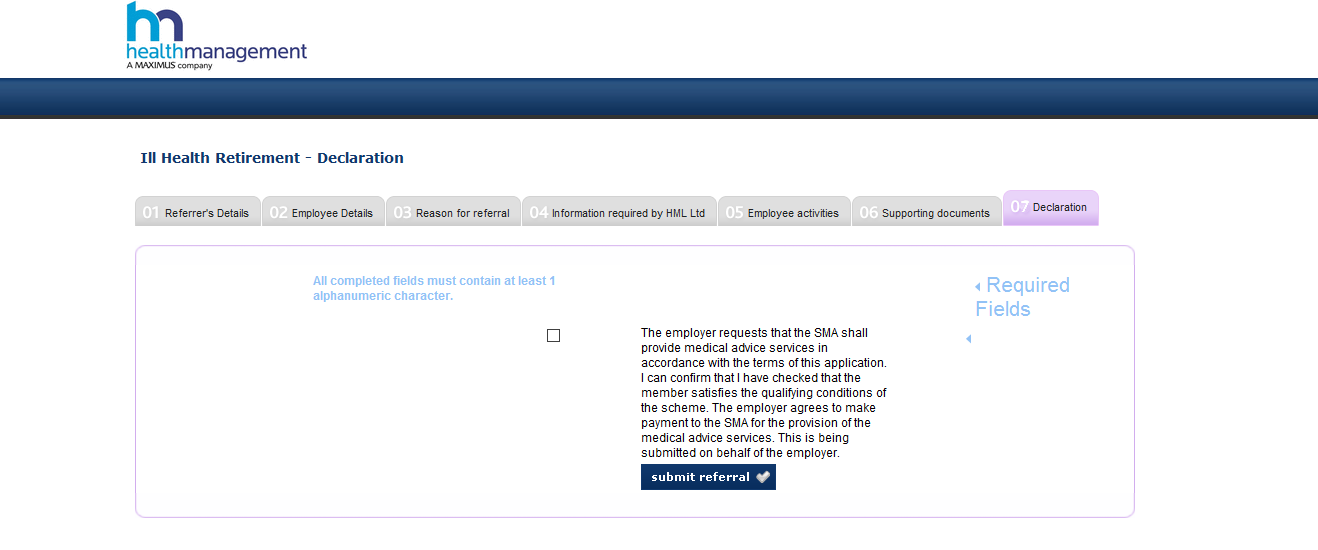 hm
healthmanagement
A MAXIMUS company
Ill Health Retirement - Declaration
01 Referrer's Details
02 Employee Details
03 Reason for referral
04 Information required by HML Ltd
05 Employee activities
06 Supporting documents
07 Declaration
All completed fields must contain at least 1
alphanumeric character.
Required
Fields
The employer requests that the SMA shall
provide medical advice services in
accordance with the terms of this application.
I can confirm that I have checked that the
member satisfies the qualifying conditions of
the scheme. The employer agrees to make
payment to the SMA for the provision of the
medical advice services. This is being
submitted on behalf of the employer.
submit referral